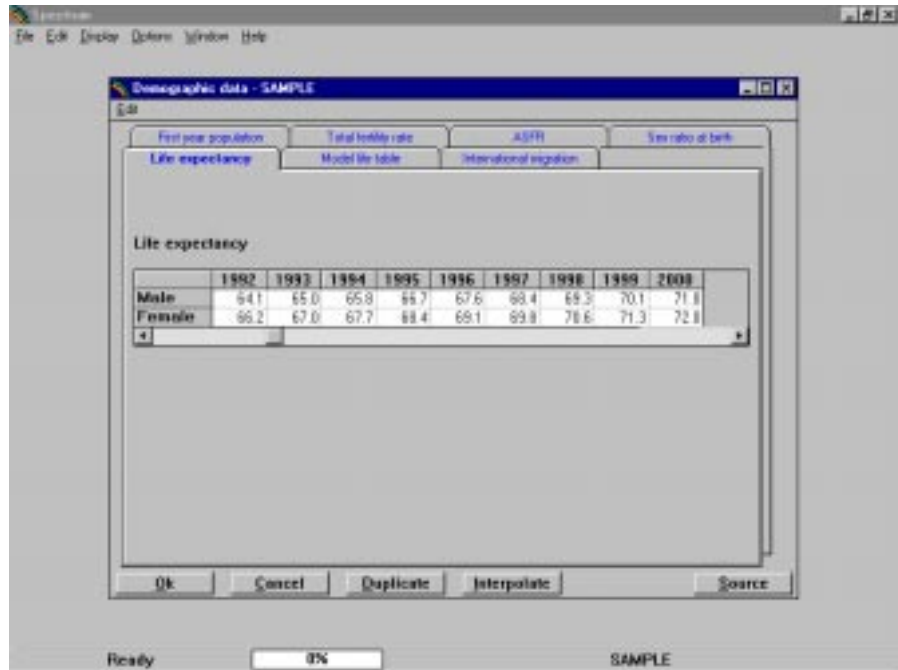 Spectrum
File Edit Display Options Window Help
Demographic data - SAMPLE
Edit
First year population Total fertility rate ASFR Sex ratio at birth
Life expectancy Model life table International migration
Life expectancy
1992 1993 1994 1995 1996 1997 1998 1999 2000
Male 64.1 65.0 65.8 66.7 67.6 68.4 69.3 70.1
Female 66.2 67.0 67.7 68.4 69.1 69.8 70.6 71.3
Ok Cancel Duplicate Interpolate Source
Ready 0% SAMPLE